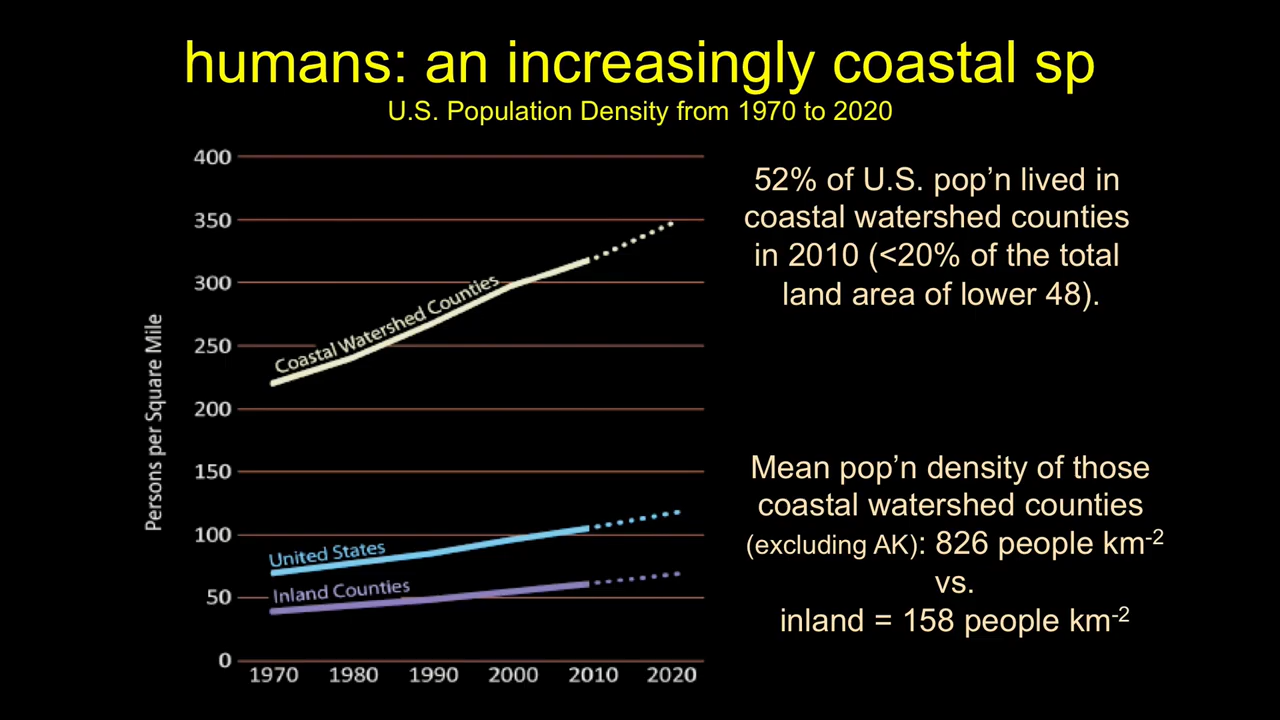 humans: an increasingly coastal sp
U.S. Population Density from 1970 to 2020
400
350
300
250
200
150
100
50
0
Persons per Square Mile
Coastal Watershed Counties
United States
Inland Counties
1970 1980 1990 2000 2010 2020
52% of U.S. pop’n lived in
coastal watershed counties
in 2010 (<20% of the total
land area of lower 48).
Mean pop’n density of those
coastal watershed counties
(excluding AK): 826 people km-2
vs.
inland = 158 people km-2